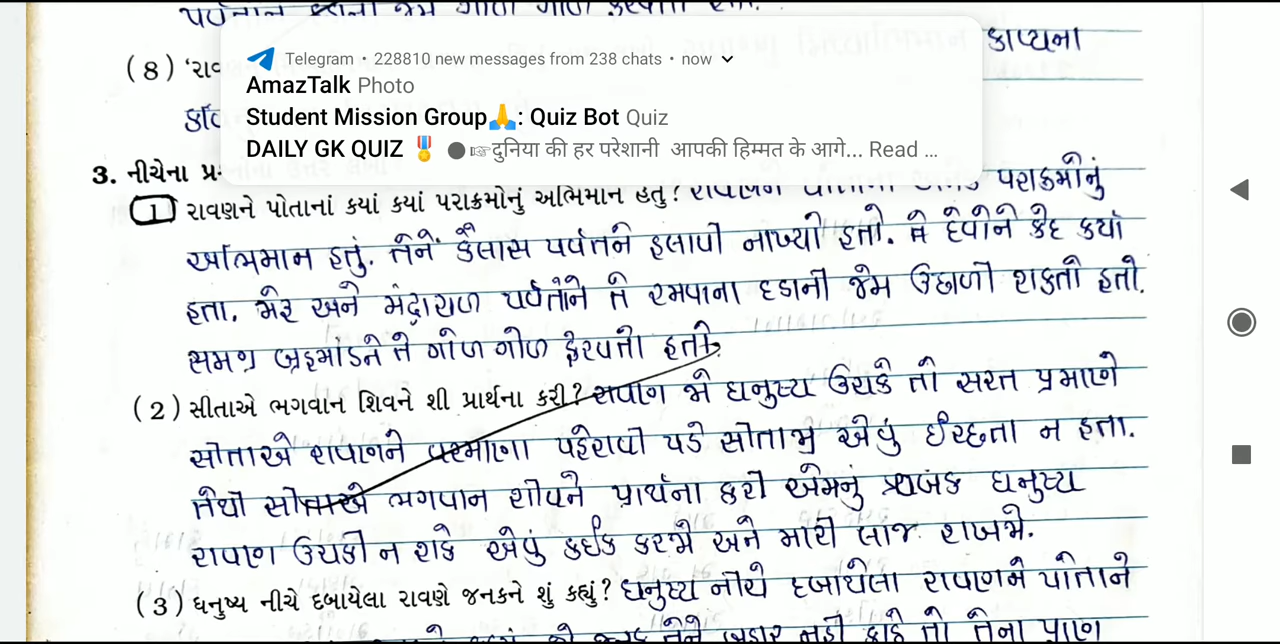 (8) 'રાવ
કાવ્યના
Telegram • 228810 new messages from 238 chats • now
AmazTalk Photo
Student Mission Group🙏: Quiz Bot Quiz
DAILY GK QUIZ 🏅 ●☞दुनिया की हर परेशानी आपकी हिम्मत के आगे... Read ...
3. નીચેના પ્ર
1 રાવણને પોતાનાં કયાં કયાં પરાક્રમોનું અભિમાન હતું? પરાક્રમોનું
અભિમાન હતું. તેને કૈલાસ પર્વતને હલાવી નાખ્યો હતો. તે દેવોને કેદ કર્યા
હતા. મેરુ અને મંદ્રાચળ પર્વતોને તે રમવાના દડાની જેમ ઉછાળી શકતો હતો.
સમગ્ર બ્રહ્માંડને તે ગોળ ગોળ ફેરવતો હતો.
(2) સીતાએ ભગવાન શિવને શી પ્રાર્થના કરી? રાવણ જો ધનુષ્ય ઉચકે તો સરત પ્રમાણે
સીતાએ રાવણને વરમાળા પહેરાવી પડે સીતાજી એવું ઈચ્છતા ન હતા.
તેથી સીતાએ ભગવાન શીવને પ્રાર્થના કરી એમનું ત્ર્યબંક ધનુષ્ય
રાવણ ઉચકી ન શકે એવું કઈક કરજો અને મારી લાજ રાખજો.
(3) ધનુષ્ય નીચે દબાયેલા રાવણે જનકને શું કહ્યું? ધનુષ્ય નીચે દબાયેલા રાવણને પોતાને